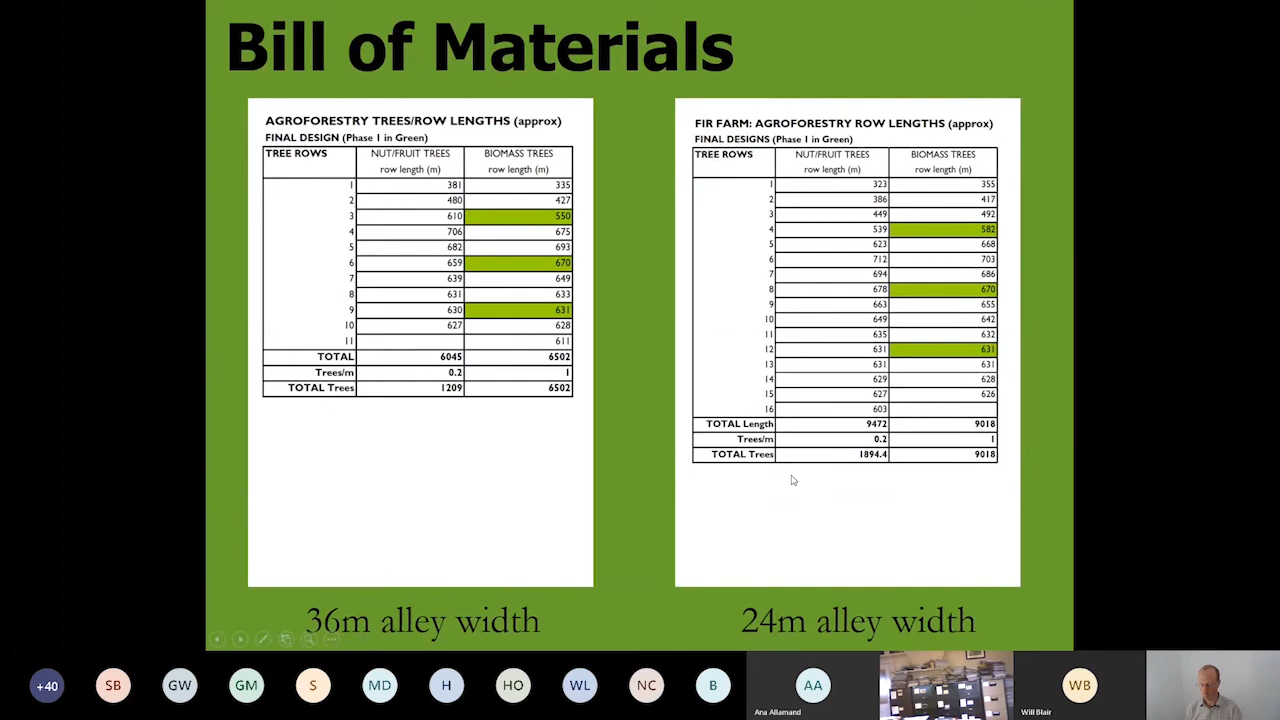 Bill of Materials
AGROFORESTRY TREES/ROW LENGTHS (approx)
FINAL DESIGN (Phase 1 in Green)
TREE ROWS NUT/FRUIT TREES BIOMASS TREES
row length (m) row length (m)
1 381 335
2 480 427
3 610 550
4 706 675
5 682 693
6 659 670
7 639 649
8 631 633
9 630 631
10 627 628
11 611
TOTAL 6045 6502
Trees/m 0.2 1
TOTAL Trees 1209 6502
36m alley width
FIR FARM: AGROFORESTRY ROW LENGTHS (approx)
FINAL DESIGNS (Phase 1 in Green)
TREE ROWS NUT/FRUIT TREES BIOMASS TREES
row length (m) row length (m)
1 323 355
2 386 417
3 449 492
4 539 582
5 623 668
6 712 703
7 694 686
8 678 670
9 663 655
10 649 642
11 635 632
12 631 631
13 631 631
14 629 628
15 627 626
16 603
TOTAL Length 9472 9018
Trees/m 0.2 1
TOTAL Trees 1894.4 9018
24m alley width
+40 SB GW GM S MD H HO WL NC B AA WB
Ana Allamand Will Blair